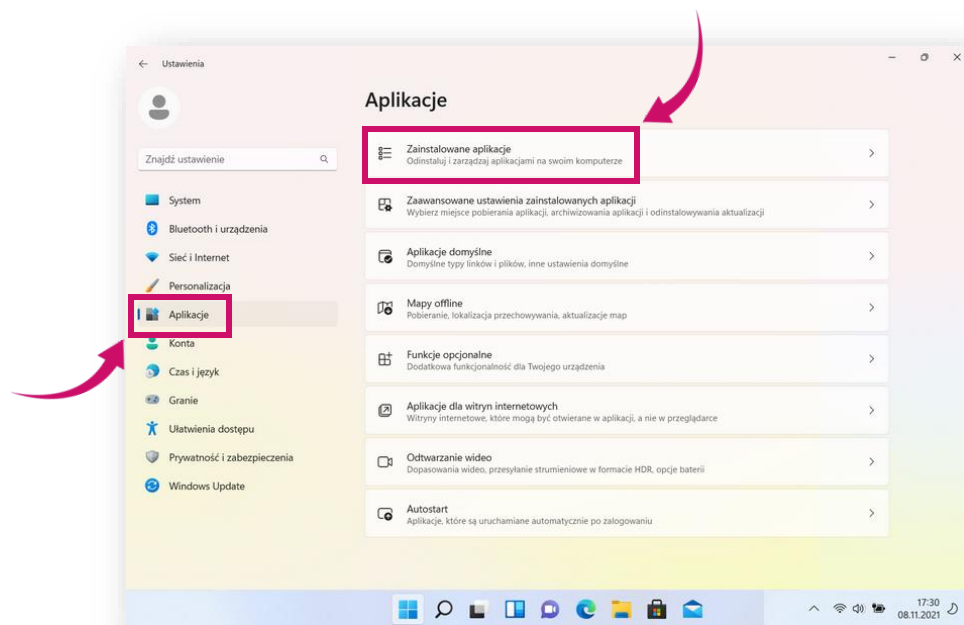 Ustawienia
Aplikacje
Znajdź ustawienie
System
Bluetooth i urządzenia
Sieć i Internet
Personalizacja
Aplikacje
Konta
Czas i język
Granie
Ułatwienia dostępu
Prywatność i zabezpieczenia
Windows Update
Zainstalowane aplikacje
Odinstaluj i zarządzaj aplikacjami na swoim komputerze
Zaawansowane ustawienia zainstalowanych aplikacji
Wybierz miejsce pobierania aplikacji, archiwizowania aplikacji i odinstalowywania aktualizacji
Aplikacje domyślne
Domyślne typy linków i plików, inne ustawienia domyślne
Mapy offline
Pobieranie, lokalizacja przechowywania, aktualizacje map
Funkcje opcjonalne
Dodatkowa funkcjonalność dla Twojego urządzenia
Aplikacje dla witryn internetowych
Witryny internetowe, które mogą być otwierane w aplikacji, a nie w przeglądarce
Odtwarzanie wideo
Dopasowania wideo, przesyłanie strumieniowe w formacie HDR, opcje baterii
Autostart
Aplikacje, które są uruchamiane automatycznie po zalogowaniu
17:30
08.11.2021